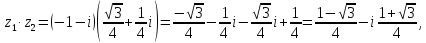 z₁· z₂=(−1−i)(√3/4+1/4 i)=−√3/4−1/4 i−√3/4 i+1/4=1−√3/4−i 1+√3/4,